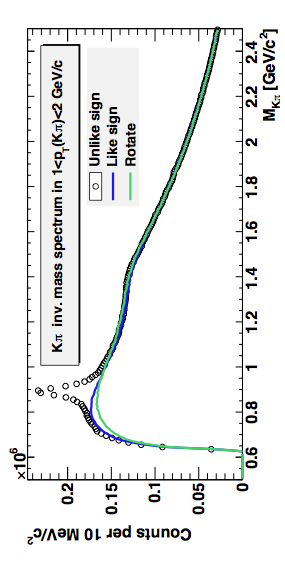 ×10⁶
Kπ inv. mass spectrum in 1<pT(Kπ)<2 GeV/c
Unlike sign
Like sign
Rotate
Counts per 10 MeV/c²
0.2
0.15
0.1
0.05
0
0.6 0.8 1 1.2 1.4 1.6 1.8 2 2.2 2.4
MKπ [GeV/c²]